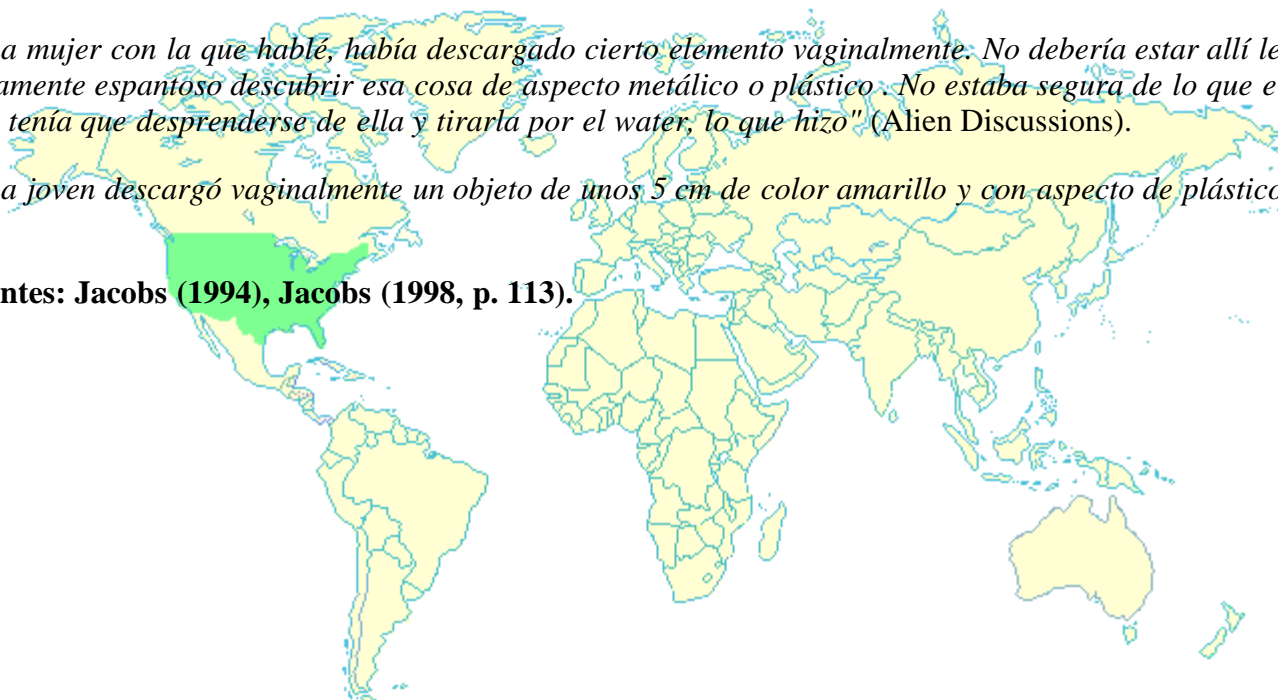 a mujer con la que hablé, había descargado cierto elemento vaginalmente. No debería estar allí le
amente espantoso descubrir esa cosa de aspecto metálico o plástico . No estaba segura de lo que e
tenía que desprenderse de ella y tirarla por el water, lo que hizo" (Alien Discussions).
a joven descargó vaginalmente un objeto de unos 5 cm de color amarillo y con aspecto de plástico
ntes: Jacobs (1994), Jacobs (1998, p. 113).